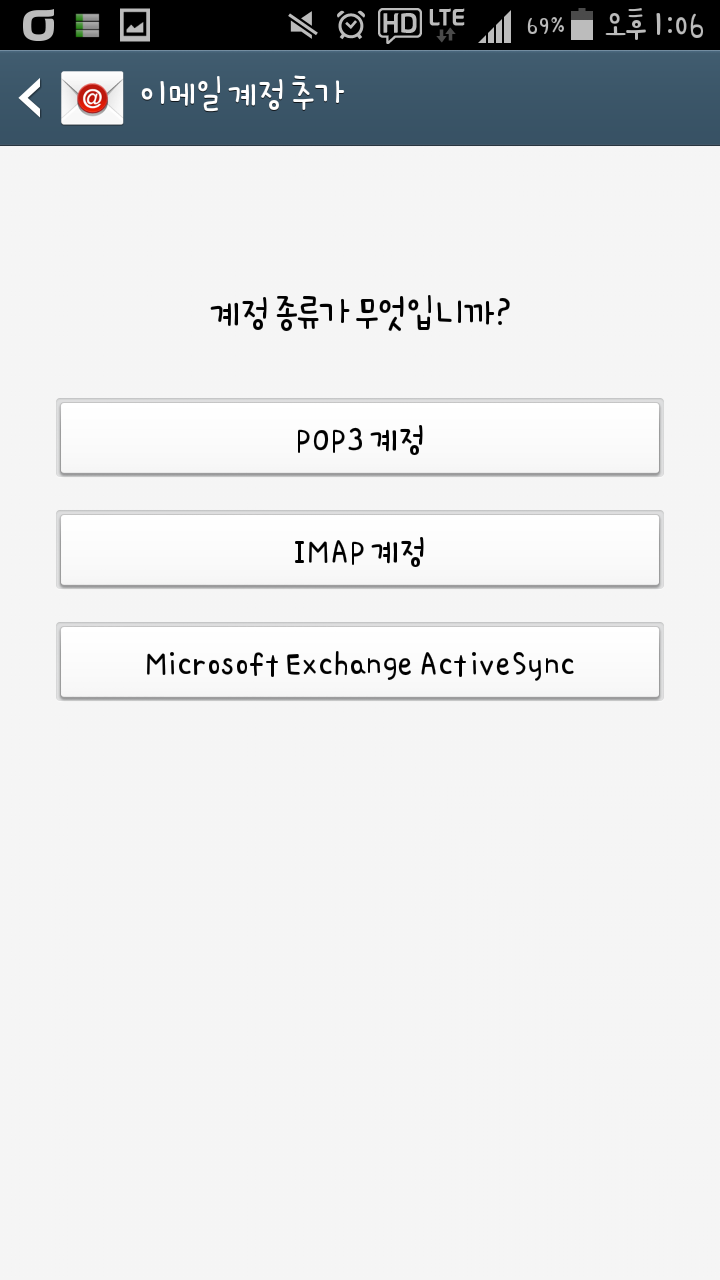 HD LTE 69% 오후 1:06
@ 이메일 계정 추가
계정 종류가 무엇입니까?
POP3 계정
IMAP 계정
Microsoft Exchange ActiveSync